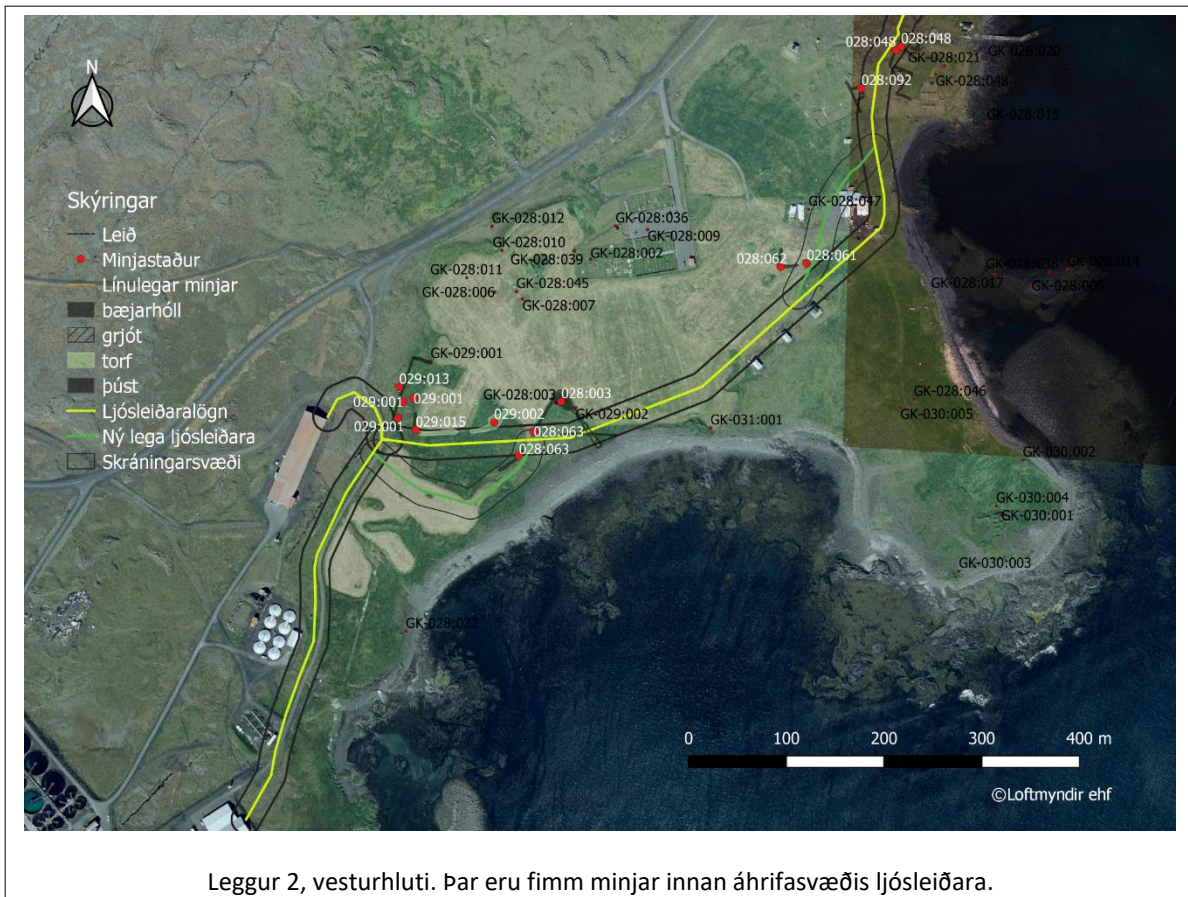 028:048
028:048
GK-028:020
GK-028:021
GK-028:048
028:092
GK-028:015
N
Skýringar
Leið
Minjastaður
Línulegar minjar
bæjarhóll
grjót
torf
þúst
Ljósleiðaralögn
Ný lega ljósleiðara
Skráningarsvæði
GK-028:047
GK-028:012
GK-028:036
GK-028:009
GK-028:010
GK-028:039
GK-028:002
028:062
028:061
GK-028:011
GK-028:006
GK-028:045
GK-028:007
GK-028:038
GK-028:014
GK-028:017
GK-028:005
GK-029:001
029:013
029:001
029:001
029:001
029:015
GK-028:003
028:003
029:002
GK-029:002
028:063
028:063
GK-031:001
GK-028:046
GK-030:005
GK-030:002
GK-030:004
GK-030:001
GK-030:003
GK-028:022
0 100 200 300 400 m
©Loftmyndir ehf
Leggur 2, vesturhluti. Þar eru fimm minjar innan áhrifasvæðis ljósleiðara.